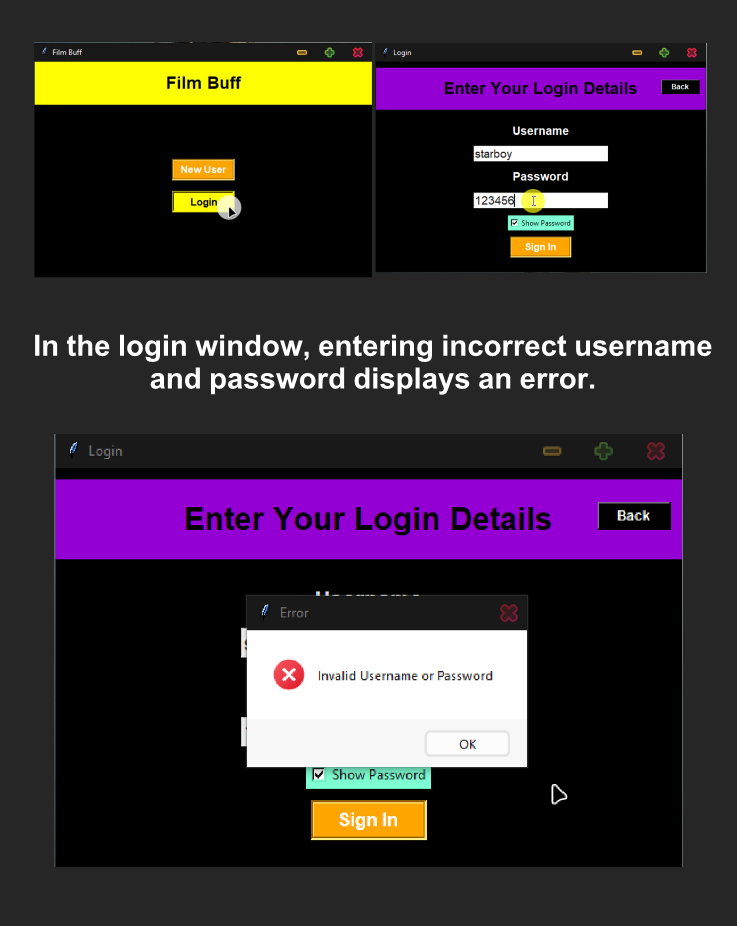 Film Buff
Film Buff
New User
Login
Login
Enter Your Login Details
Back
Username
starboy
Password
123456
Show Password
Sign In
In the login window, entering incorrect username
and password displays an error.
Login
Enter Your Login Details
Back
Username
Error
Invalid Username or Password
OK
Show Password
Sign In